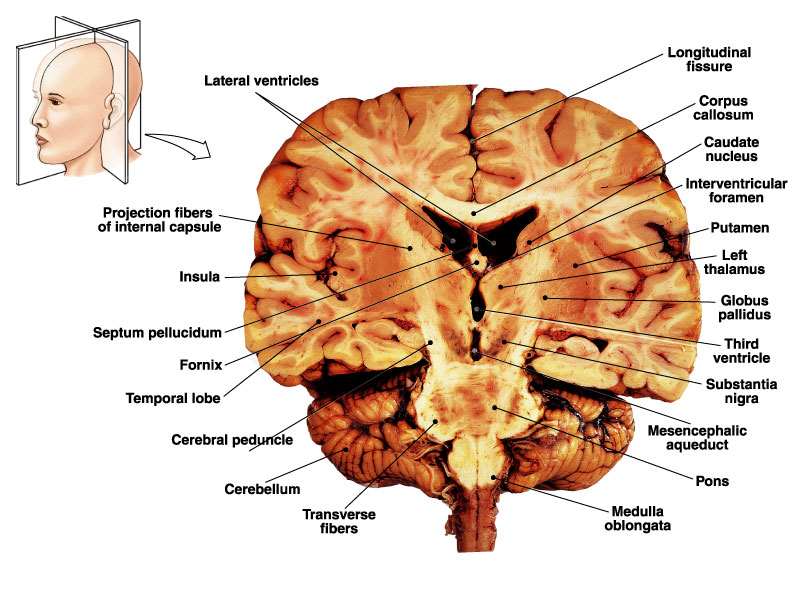 Lateral ventricles
Projection fibers
of internal capsule
Insula
Septum pellucidum
Fornix
Temporal lobe
Cerebral peduncle
Cerebellum
Transverse
fibers
Longitudinal
fissure
Corpus
callosum
Caudate
nucleus
Interventricular
foramen
Putamen
Left
thalamus
Globus
pallidus
Third
ventricle
Substantia
nigra
Mesencephalic
aqueduct
Pons
Medulla
oblongata